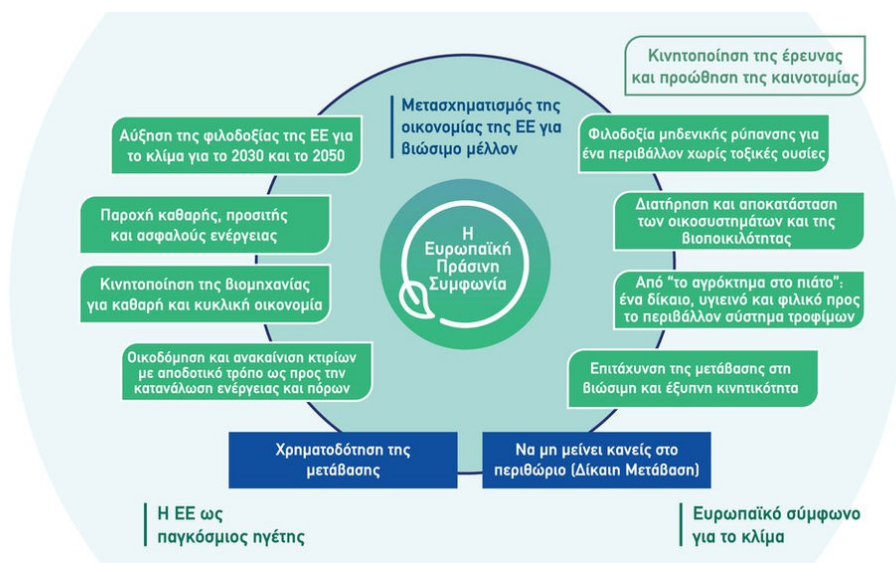 Κινητοποίηση της έρευνας
και προώθηση της καινοτομίας
Μετασχηματισμός της
οικονομίας της ΕΕ για
βιώσιμο μέλλον
Αύξηση της φιλοδοξίας της ΕΕ για
το κλίμα για το 2030 και το 2050
Φιλοδοξία μηδενικής ρύπανσης για
ένα περιβάλλον χωρίς τοξικές ουσίες
Παροχή καθαρής, προσιτής
και ασφαλούς ενέργειας
Διατήρηση και αποκατάσταση
των οικοσυστημάτων και της
βιοποικιλότητας
Η
Ευρωπαϊκή
Πράσινη
Συμφωνία
Κινητοποίηση της βιομηχανίας
για καθαρή και κυκλική οικονομία
Από "το αγρόκτημα στο πιάτο":
ένα δίκαιο, υγιεινό και φιλικό προς
το περιβάλλον σύστημα τροφίμων
Οικοδόμηση και ανακαίνιση κτιρίων
με αποδοτικό τρόπο ως προς την
κατανάλωση ενέργειας και πόρων
Επιτάχυνση της μετάβασης στη
βιώσιμη και έξυπνη κινητικότητα
Χρηματοδότηση της
μετάβασης
Να μη μείνει κανείς στο
περιθώριο (Δίκαιη Μετάβαση)
Η ΕΕ ως
παγκόσμιος ηγέτης
Ευρωπαϊκό σύμφωνο
για το κλίμα